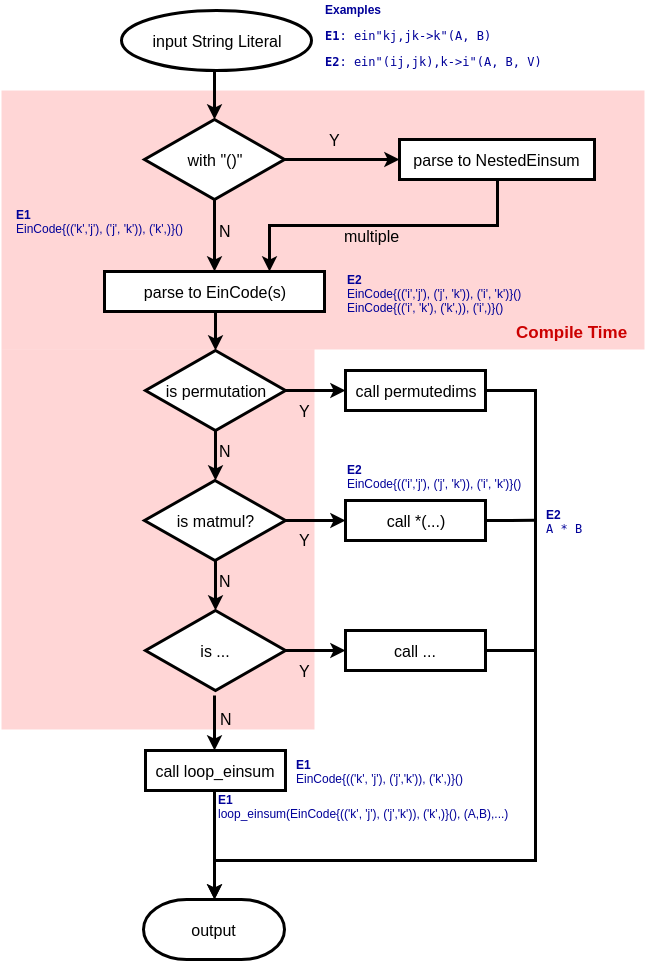 Examples
E1: ein"kj,jk->k"(A, B)
E2: ein"(ij,jk),k->i"(A, B, V)
input String Literal
with "()"
Y
parse to NestedEinsum
E1
EinCode{(('k','j'), ('j', 'k')), ('k',)}()
N
multiple
parse to EinCode(s)
E2
EinCode{(('i','j'), ('j', 'k')), ('i', 'k')}()
EinCode{(('i', 'k'), ('k',)), ('i',)}()
Compile Time
is permutation
Y
call permutedims
N
E2
EinCode{(('i','j'), ('j', 'k')), ('i', 'k')}()
is matmul?
Y
call *(...)
E2
A * B
N
is ...
Y
call ...
N
call loop_einsum
E1
EinCode{(('k', 'j'), ('j','k')), ('k',)}()
E1
loop_einsum(EinCode{(('k', 'j'), ('j','k')), ('k',)}(), (A,B),...)
output